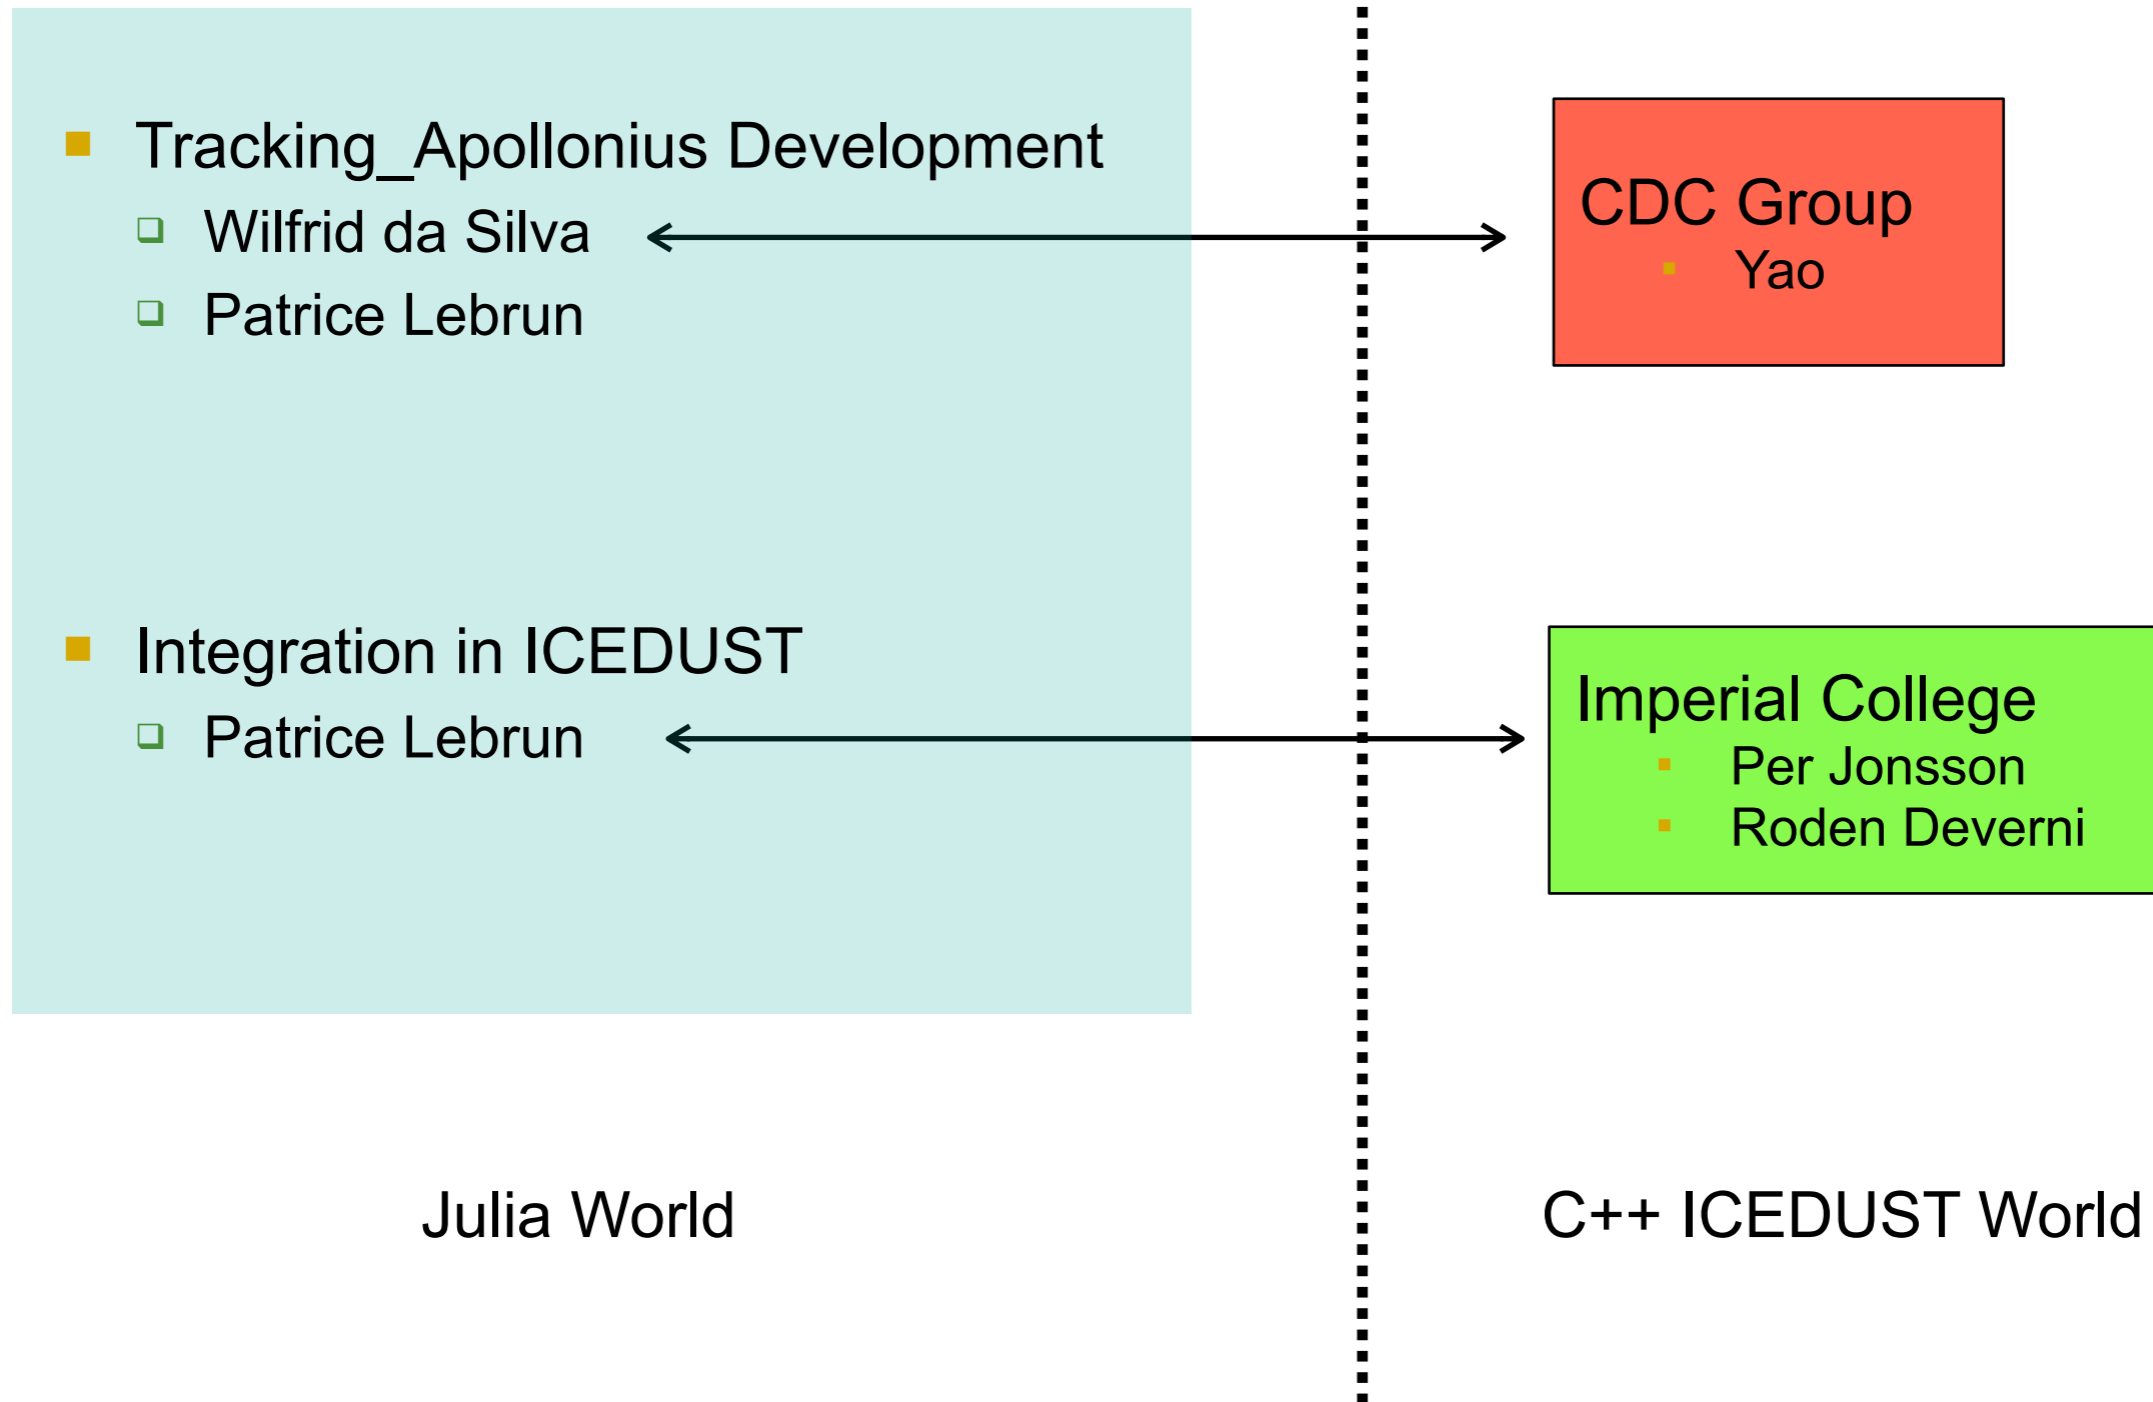 Tracking_Apollonius Development
Wilfrid da Silva
Patrice Lebrun
CDC Group
Yao
Integration in ICEDUST
Patrice Lebrun
Imperial College
Per Jonsson
Roden Deverni
Julia World
C++ ICEDUST World